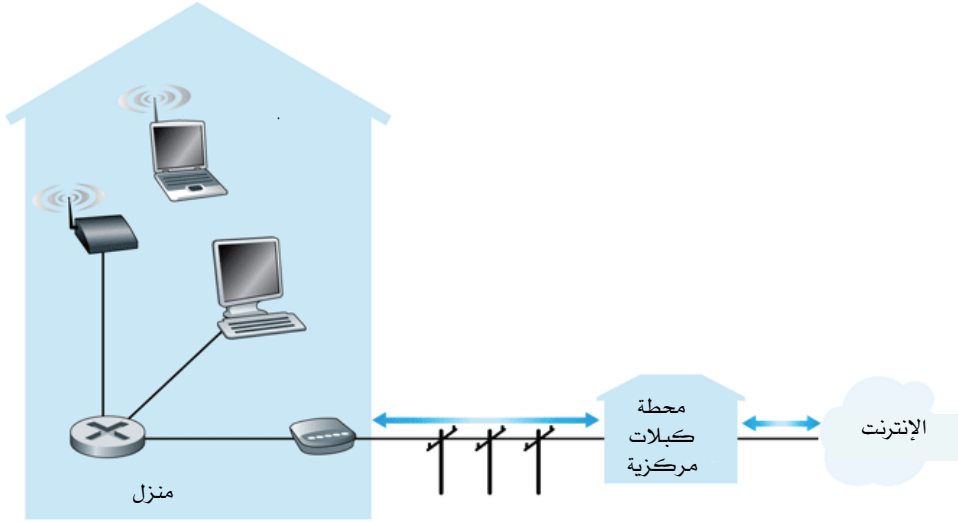 محطة
كبلات
مركزية
الإنترنت
منزل